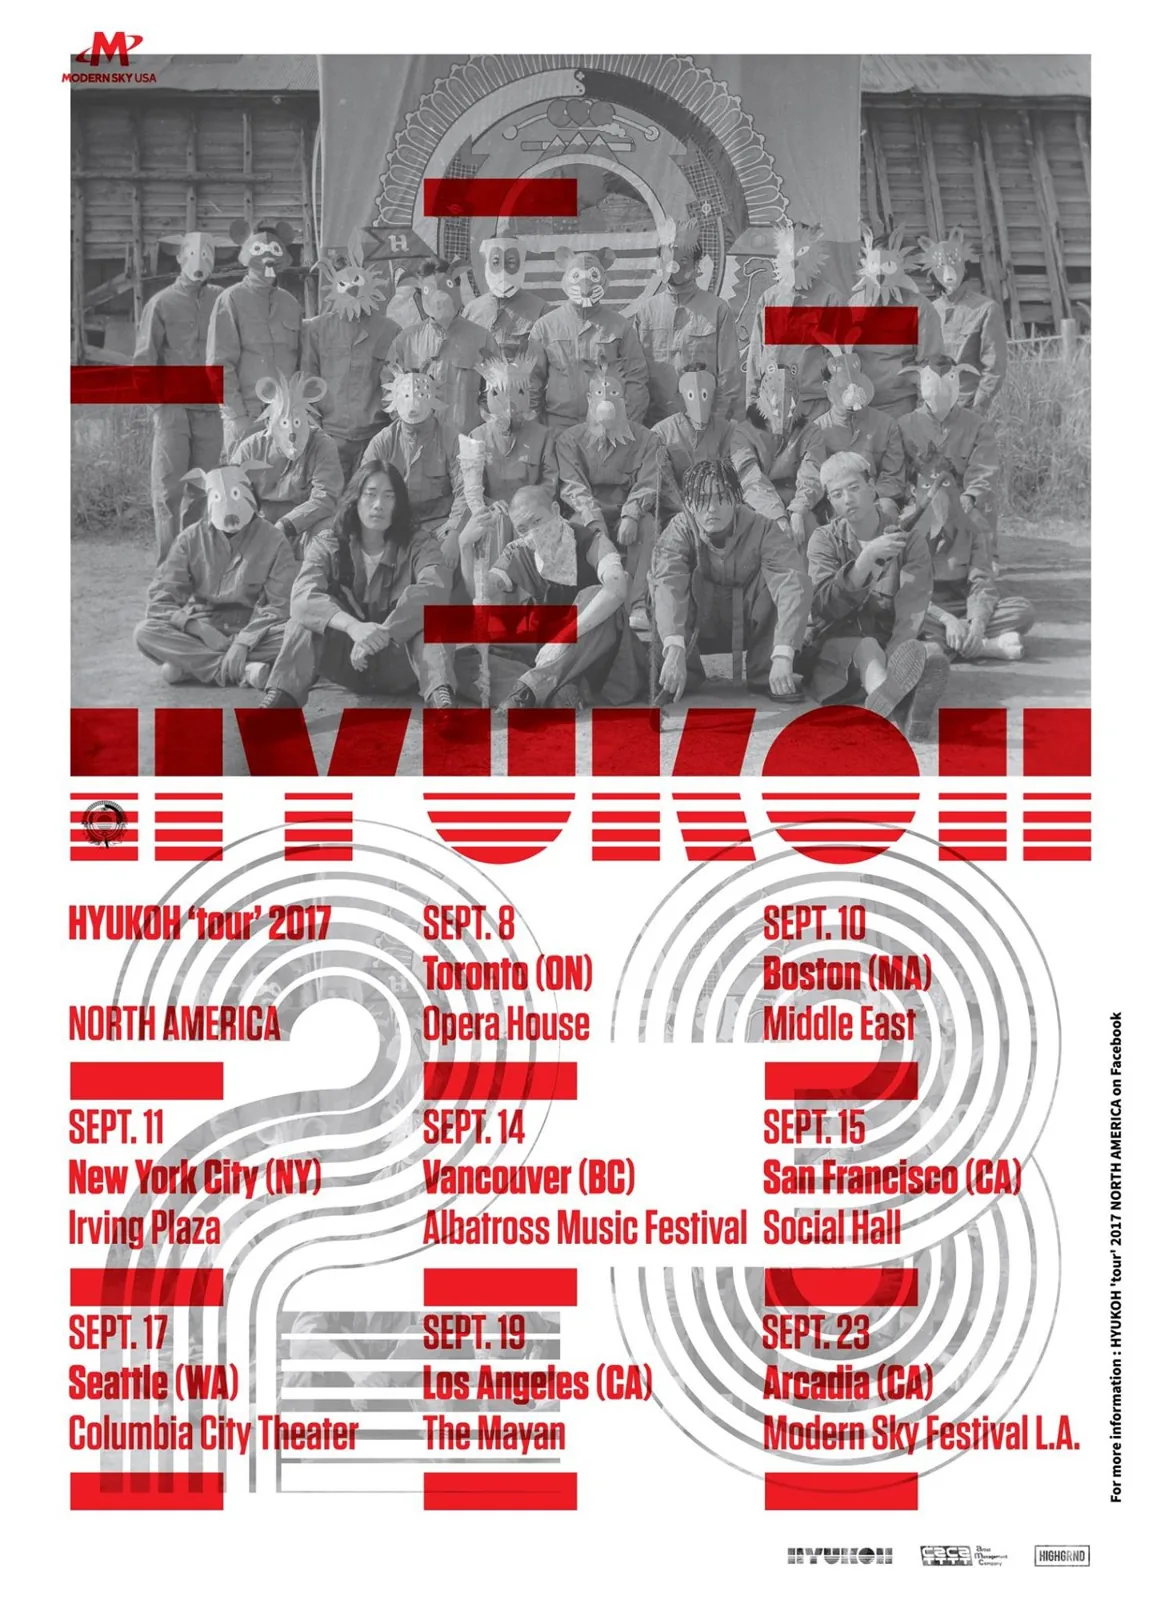 M
MODERN SKY USA
H
HYUKOH
HYUKOH 'tour' 2017
NORTH AMERICA
SEPT. 8
Toronto (ON)
Opera House
SEPT. 10
Boston (MA)
Middle East
SEPT. 11
New York City (NY)
Irving Plaza
SEPT. 14
Vancouver (BC)
Albatross Music Festival
SEPT. 15
San Francisco (CA)
Social Hall
SEPT. 17
Seattle (WA)
Columbia City Theater
SEPT. 19
Los Angeles (CA)
The Mayan
SEPT. 23
Arcadia (CA)
Modern Sky Festival L.A.
23
For more information : HYUKOH 'tour' 2017 NORTH AMERICA on Facebook
HYUKOH
Artist
Management
Company
HIGHGRND